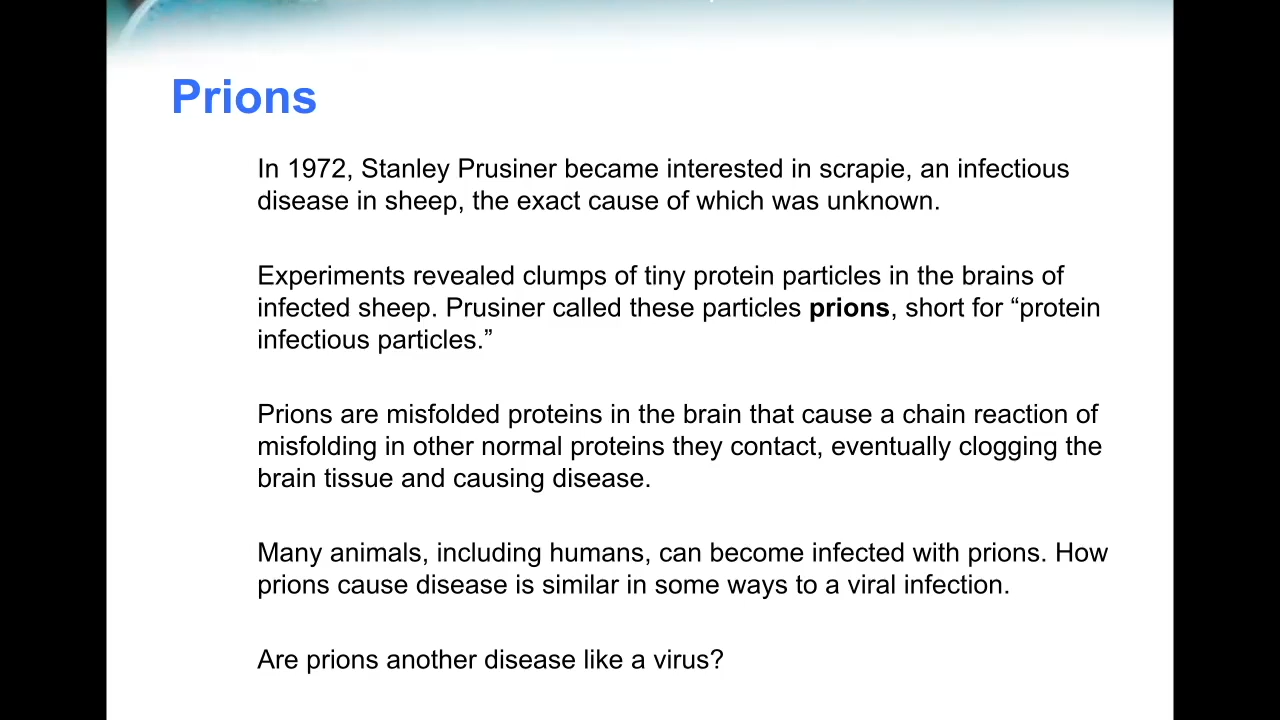 Prions
In 1972, Stanley Prusiner became interested in scrapie, an infectious
disease in sheep, the exact cause of which was unknown.
Experiments revealed clumps of tiny protein particles in the brains of
infected sheep. Prusiner called these particles prions, short for “protein
infectious particles.”
Prions are misfolded proteins in the brain that cause a chain reaction of
misfolding in other normal proteins they contact, eventually clogging the
brain tissue and causing disease.
Many animals, including humans, can become infected with prions. How
prions cause disease is similar in some ways to a viral infection.
Are prions another disease like a virus?